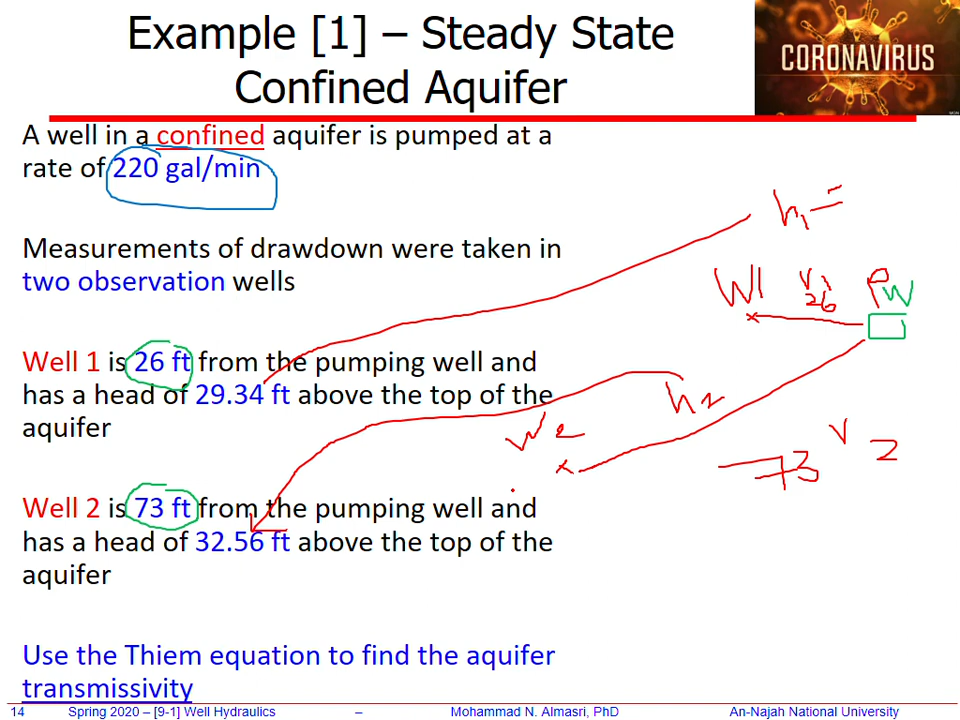 Example [1] – Steady State
Confined Aquifer
CORONAVIRUS
A well in a confined aquifer is pumped at a
rate of 220 gal/min
h1 =
Measurements of drawdown were taken in
two observation wells
W1 r1 PW
26
Well 1 is 26 ft from the pumping well and
has a head of 29.34 ft above the top of the
aquifer
h2
W2
r 2
73
Well 2 is 73 ft from the pumping well and
has a head of 32.56 ft above the top of the
aquifer
Use the Thiem equation to find the aquifer
transmissivity
14 Spring 2020 – [9-1] Well Hydraulics – Mohammad N. Almasri, PhD An-Najah National University